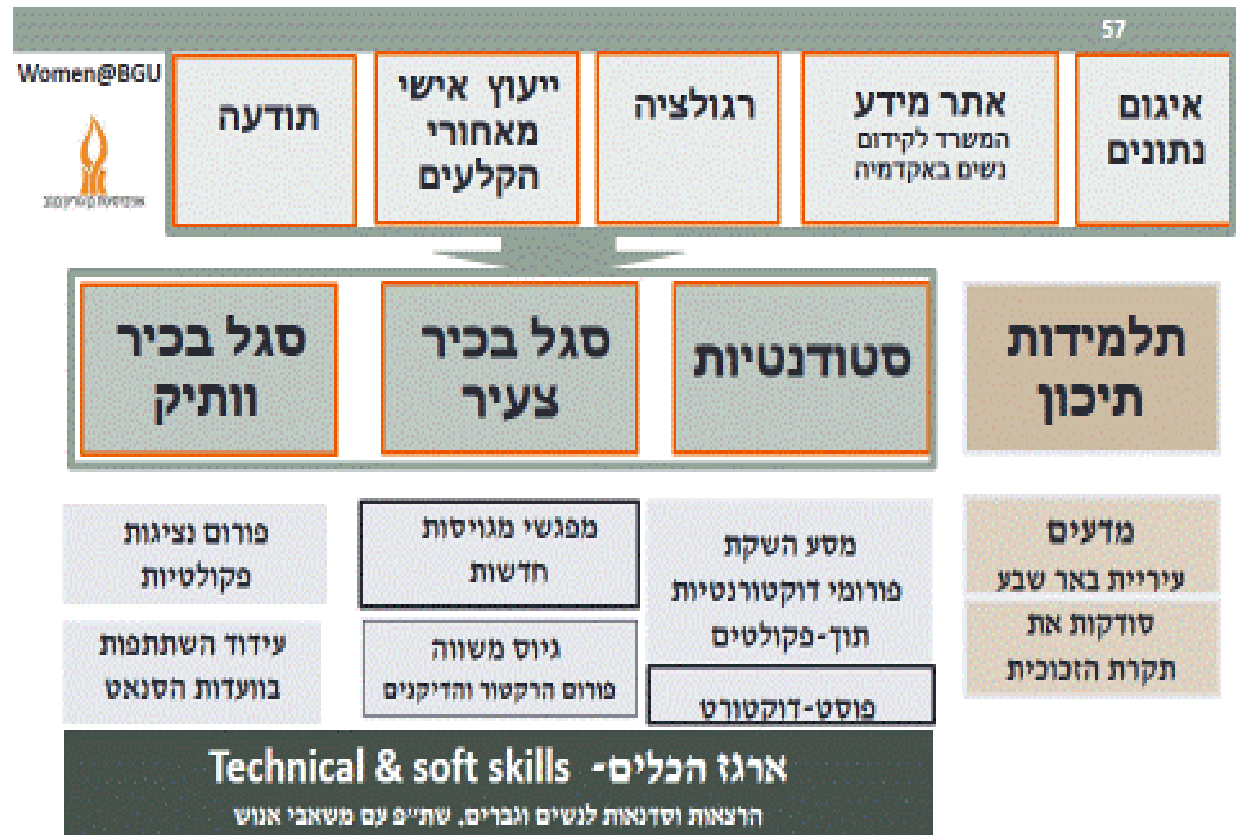 57
Women@BGU
איגום
נתונים
אתר מידע
המשרד לקידום
נשים באקדמיה
רגולציה
ייעוץ אישי
מאחורי
הקלעים
תודעה
תלמידות
תיכון
סטודנטיות
סגל בכיר
צעיר
סגל בכיר
וותיק
מדעים
עיריית באר שבע
סודקות את
תקרת הזכוכית
מסע השקת
פורומי דוקטורנטיות
תוך-פקולטים
פוסט-דוקטורט
מפגשי מגויסות
חדשות
גיוס משווה
פורום הרקטור והדיקנים
פורום נציגות
פקולטיות
עידוד השתתפות
בוועדות הסנאט
ארגז הכלים- Technical & soft skills
הרצאות וסדנאות לנשים וגברים, שת״פ עם משאבי אנוש